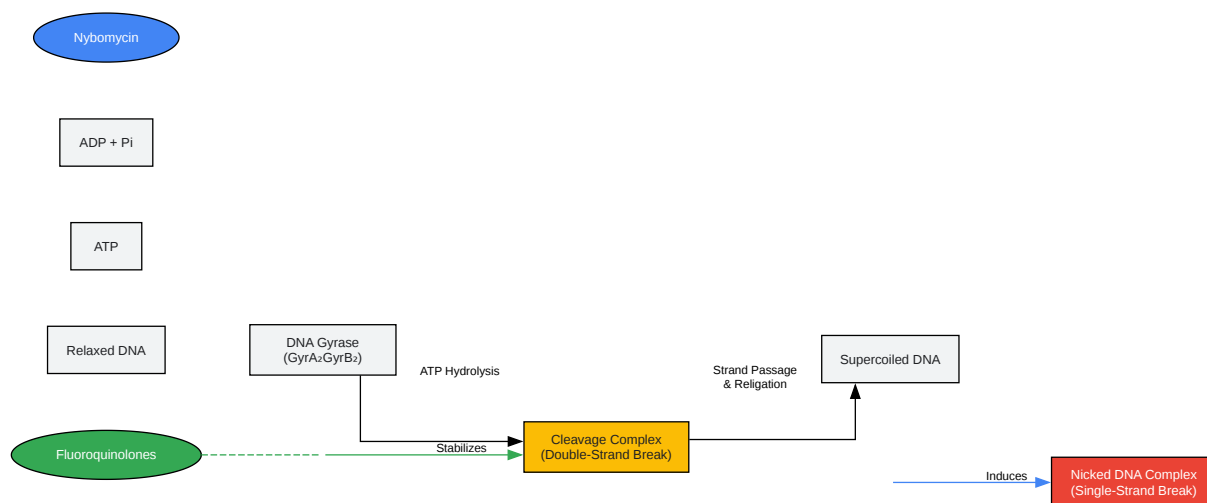 Nybomycin
ADP + Pi
ATP
Relaxed DNA
DNA Gyrase
(GyrA₂GyrB₂)
ATP Hydrolysis
Strand Passage
& Religation
Supercoiled DNA
Fluoroquinolones
Stabilizes
Cleavage Complex
(Double-Strand Break)
Induces
Nicked DNA Complex
(Single-Strand Break)